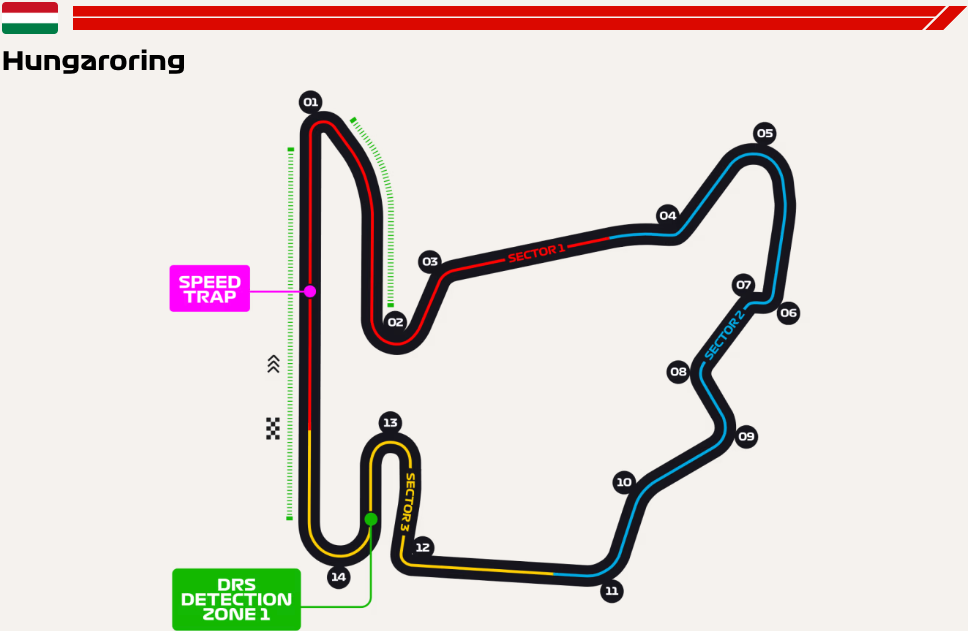 Hungaroring
01
05
04
03
SECTOR 1
SPEED
TRAP
07
02
06
SECTOR 2
08
13
09
10
SECTOR 3
12
14
11
DRS
DETECTION
ZONE 1